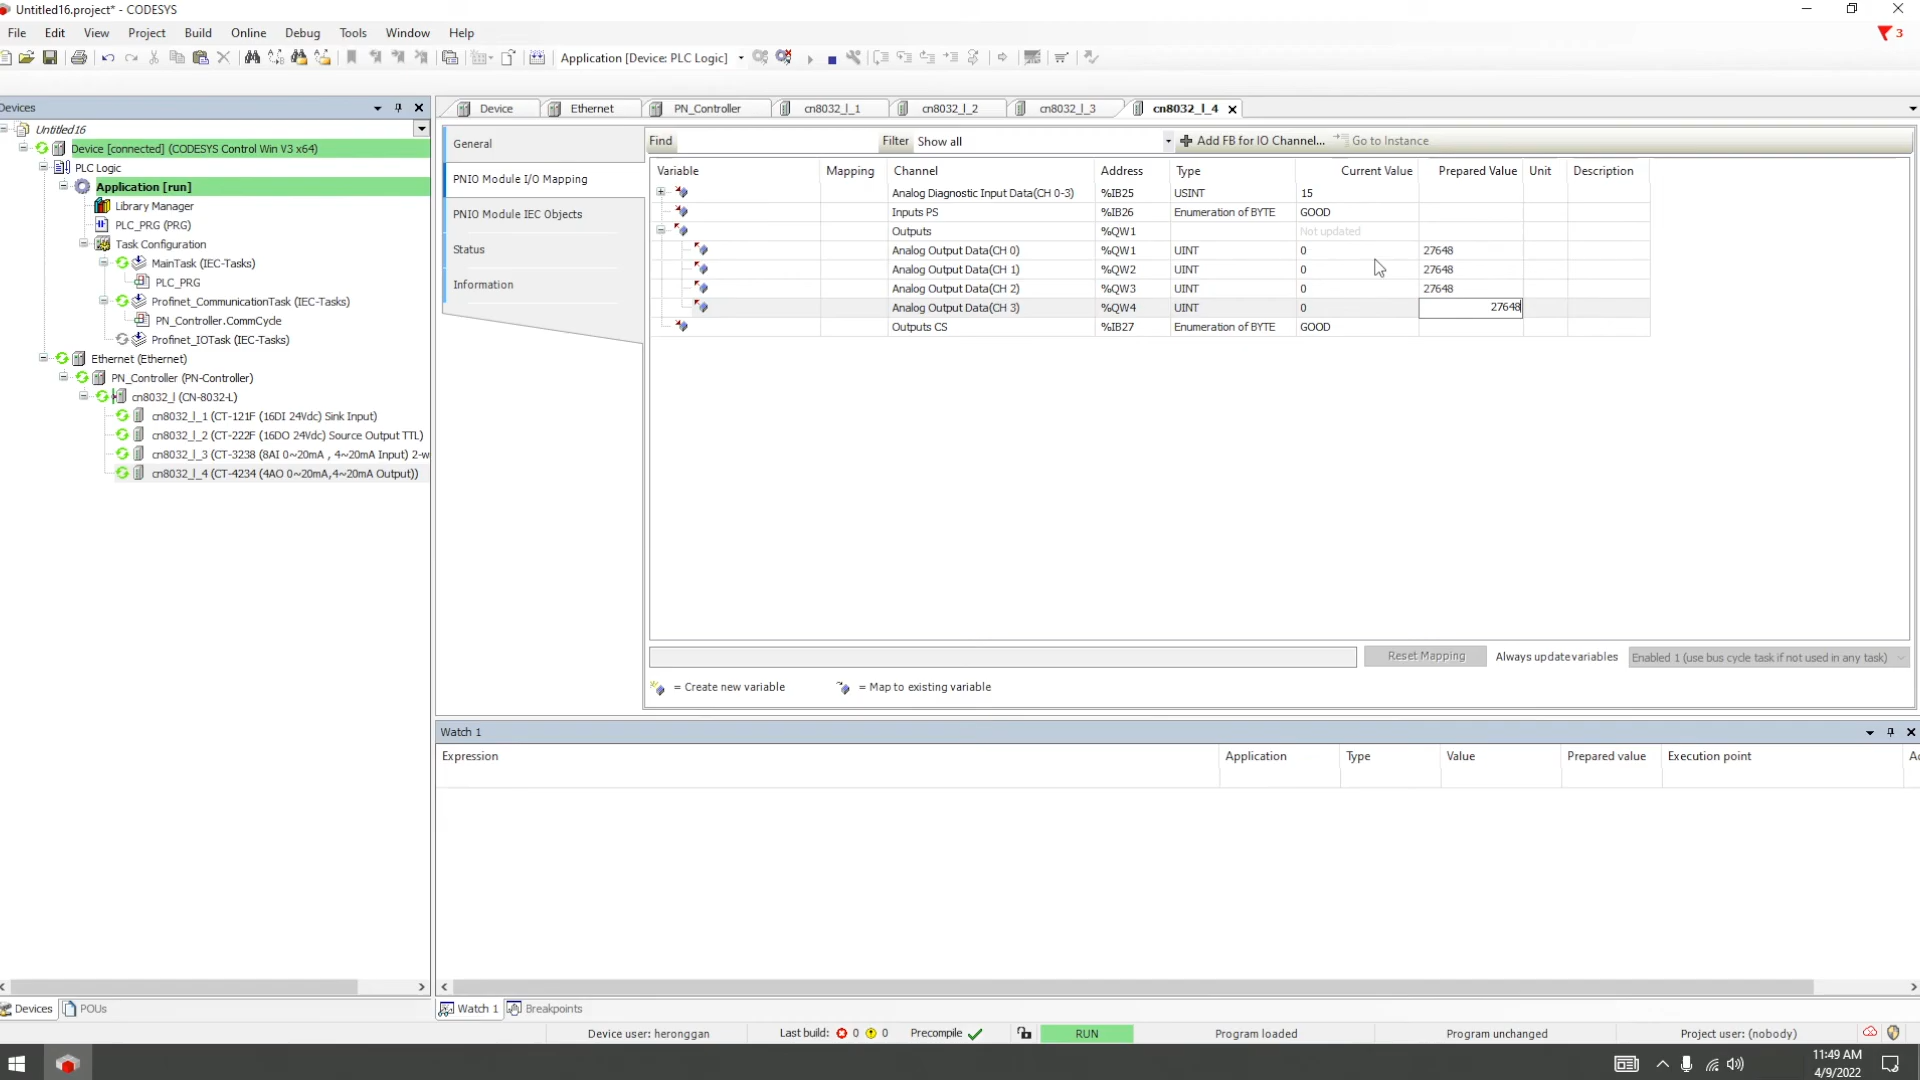 Untitled16.project* - CODESYS
File Edit View Project Build Online Debug Tools Window Help
3
Application [Device: PLC Logic]
Devices
Device Ethernet PN_Controller cn8032_l_1 cn8032_l_2 cn8032_l_3 cn8032_l_4
Untitled16
Device [connected] (CODESYS Control Win V3 x64)
PLC Logic
Application [run]
Library Manager
PLC_PRG (PRG)
Task Configuration
MainTask (IEC-Tasks)
PLC_PRG
Profinet_CommunicationTask (IEC-Tasks)
PN_Controller.CommCycle
Profinet_IOTask (IEC-Tasks)
Ethernet (Ethernet)
PN_Controller (PN-Controller)
cn8032_l (CN-8032-L)
cn8032_l_1 (CT-121F (16DI 24Vdc) Sink Input)
cn8032_l_2 (CT-222F (16DO 24Vdc) Source Output TTL)
cn8032_l_3 (CT-3238 (8AI 0~20mA , 4~20mA Input) 2-w
cn8032_l_4 (CT-4234 (4AO 0~20mA,4~20mA Output))
Devices POUs
General
PNIO Module I/O Mapping
PNIO Module IEC Objects
Status
Information
Find Filter Show all Add FB for IO Channel... Go to Instance
Variable Mapping Channel Address Type Current Value Prepared Value Unit Description
Analog Diagnostic Input Data(CH 0-3) %IB25 USINT 15
Inputs PS %IB26 Enumeration of BYTE GOOD
Outputs %QW1 Not updated
Analog Output Data(CH 0) %QW1 UINT 0 27648
Analog Output Data(CH 1) %QW2 UINT 0 27648
Analog Output Data(CH 2) %QW3 UINT 0 27648
Analog Output Data(CH 3) %QW4 UINT 0 27648
Outputs CS %IB27 Enumeration of BYTE GOOD
Reset Mapping Always update variables Enabled 1 (use bus cycle task if not used in any task)
= Create new variable = Map to existing variable
Watch 1
Expression Application Type Value Prepared value Execution point Ad
Watch 1 Breakpoints
Device user: heronggan Last build: 0 0 Precompile RUN Program loaded Program unchanged Project user: (nobody)
11:49 AM
4/9/2022